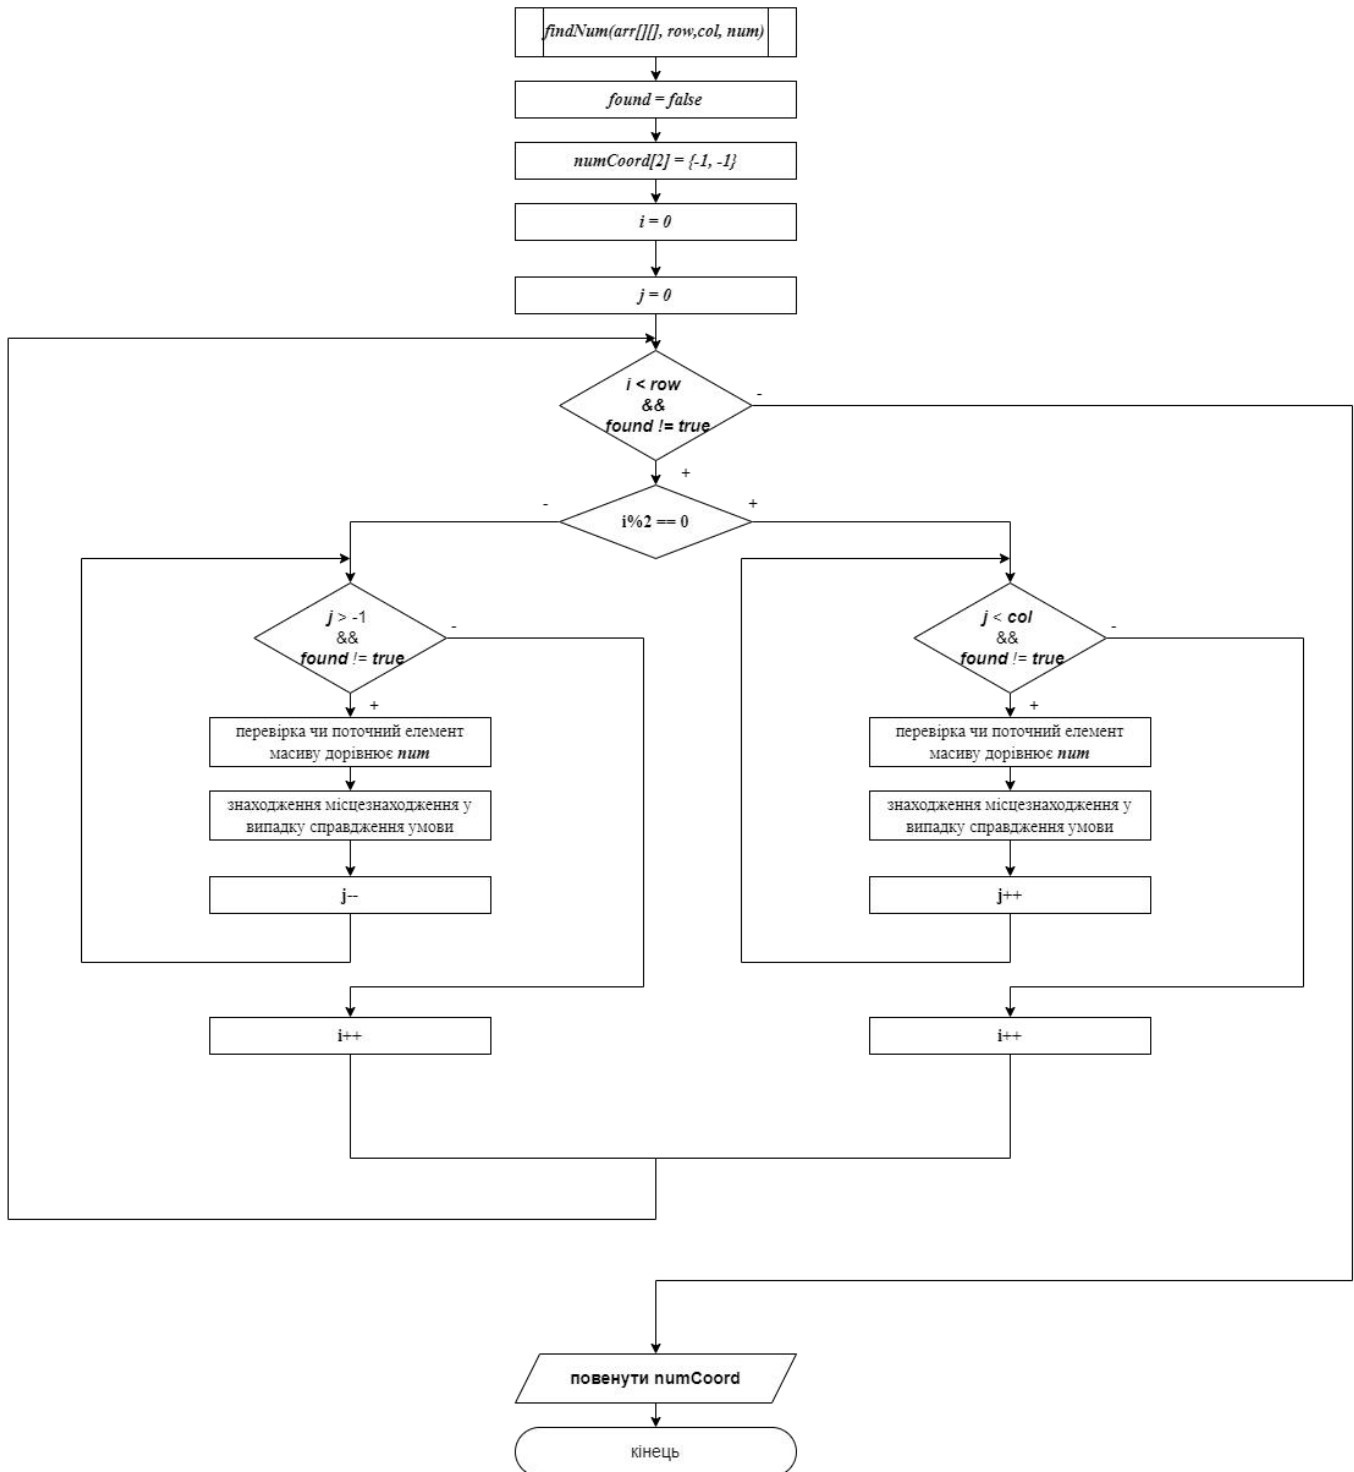 findNum(arr[][], row,col, num)
found = false
numCoord[2] = {-1, -1}
i = 0
j = 0
i < row
&&
found != true
-
+
i%2 == 0
-
+
j > -1
&&
found != true
-
+
перевірка чи поточний елемент
масиву дорівнює num
знаходження місцезнаходження у
випадку справдження умови
j--
i++
j < col
&&
found != true
-
+
перевірка чи поточний елемент
масиву дорівнює num
знаходження місцезнаходження у
випадку справдження умови
j++
i++
повенути numCoord
кінець